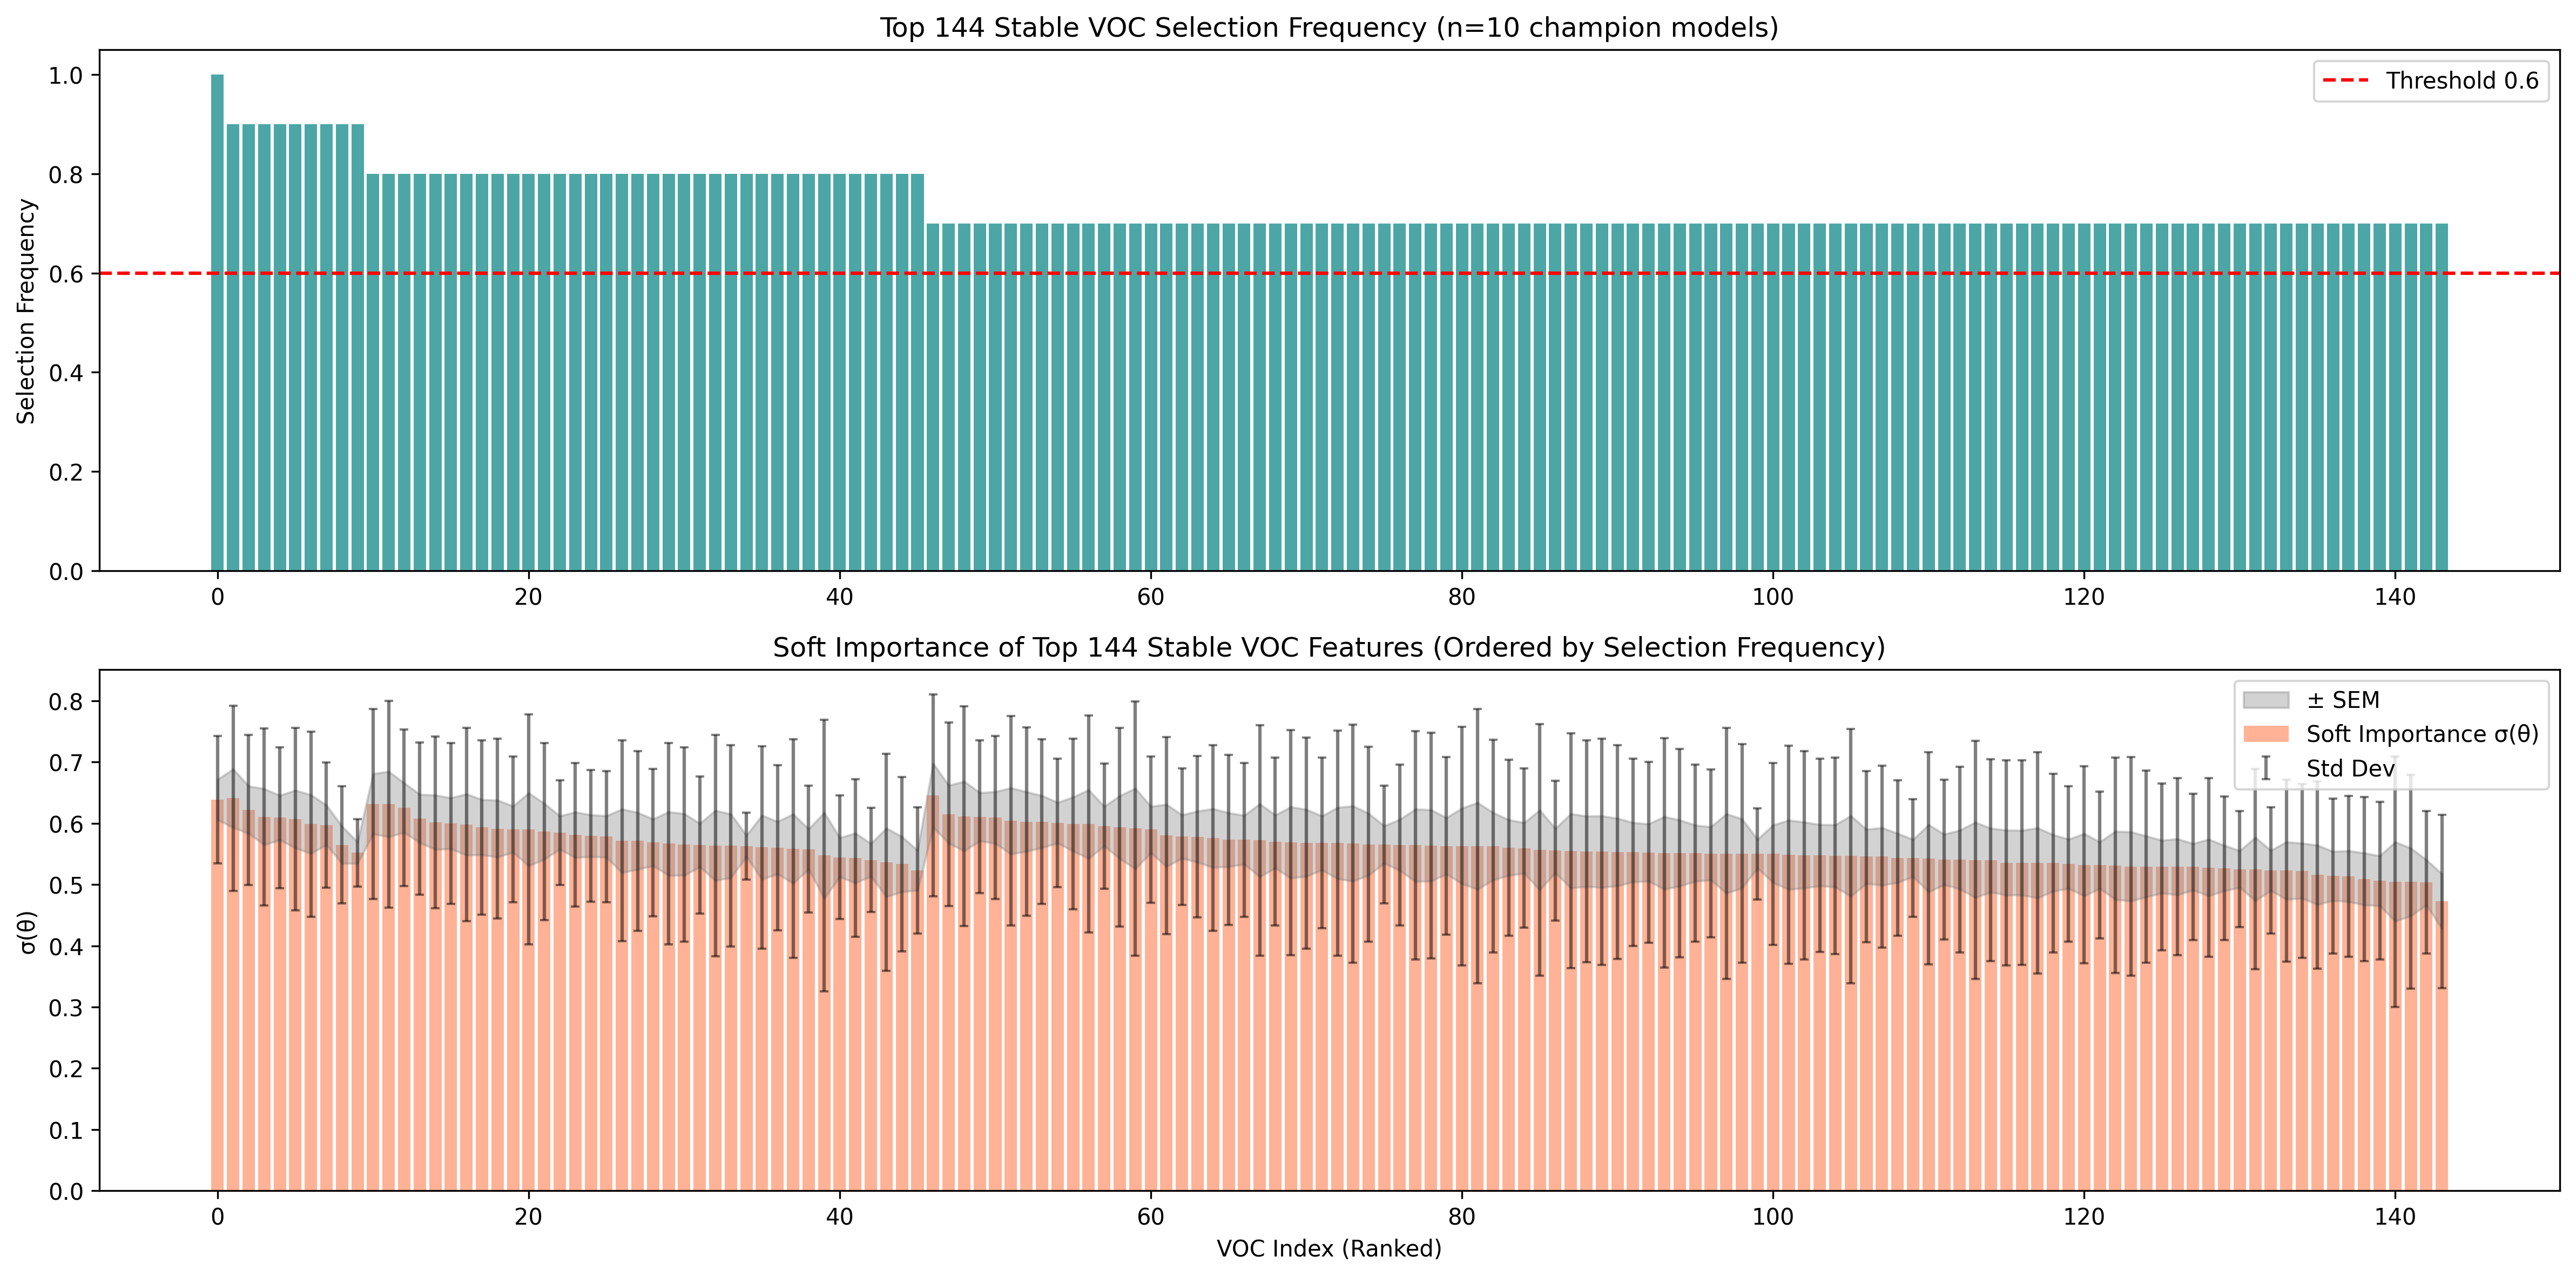 Top 144 Stable VOC Selection Frequency (n=10 champion models)
Selection Frequency
1.0
0.8
0.6
0.4
0.2
0.0
Threshold 0.6
0 20 40 60 80 100 120 140
Soft Importance of Top 144 Stable VOC Features (Ordered by Selection Frequency)
σ(θ)
0.8
0.7
0.6
0.5
0.4
0.3
0.2
0.1
0.0
± SEM
Soft Importance σ(θ)
Std Dev
0 20 40 60 80 100 120 140
VOC Index (Ranked)